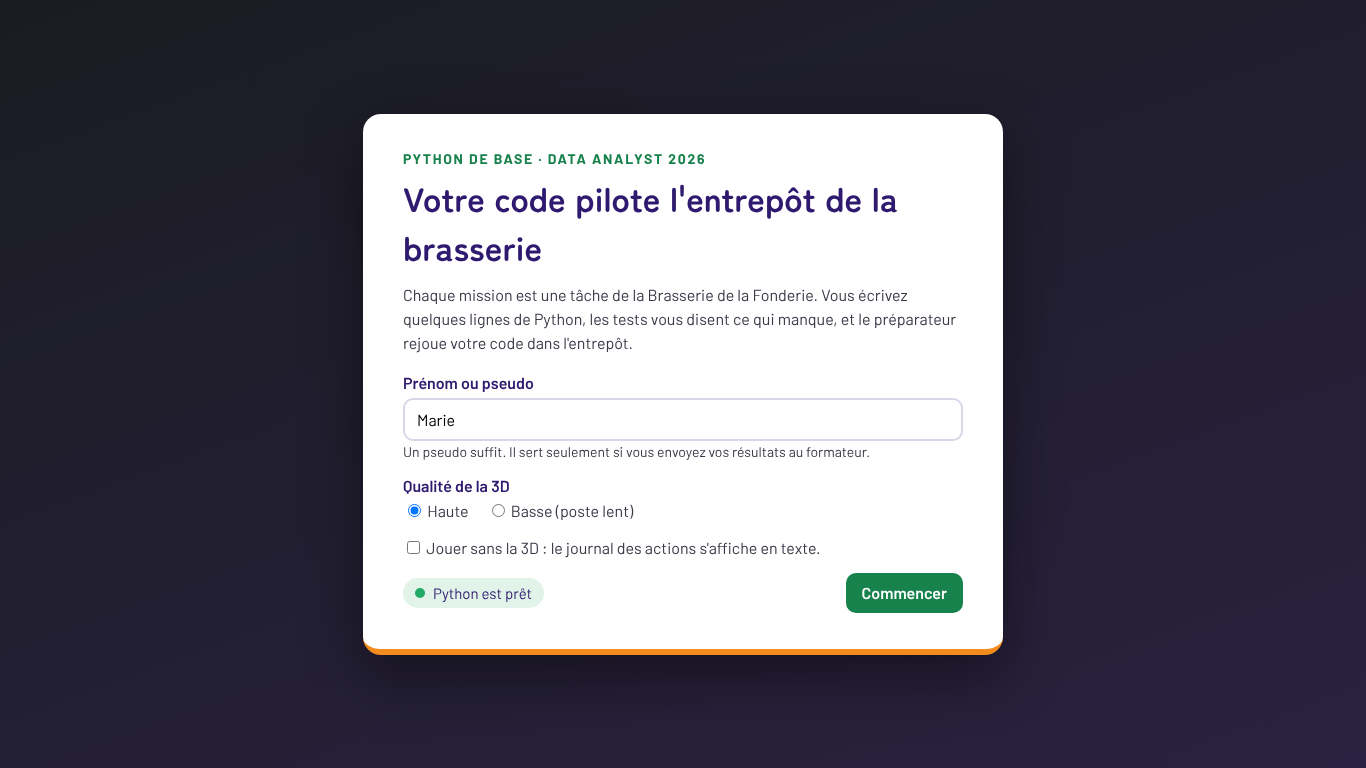 PYTHON DE BASE · DATA ANALYST 2026
Votre code pilote l'entrepôt de la
brasserie
Chaque mission est une tâche de la Brasserie de la Fonderie. Vous écrivez
quelques lignes de Python, les tests vous disent ce qui manque, et le préparateur
rejoue votre code dans l'entrepôt.
Prénom ou pseudo
Marie
Un pseudo suffit. Il sert seulement si vous envoyez vos résultats au formateur.
Qualité de la 3D
Haute Basse (poste lent)
Jouer sans la 3D : le journal des actions s'affiche en texte.
Python est prêt Commencer